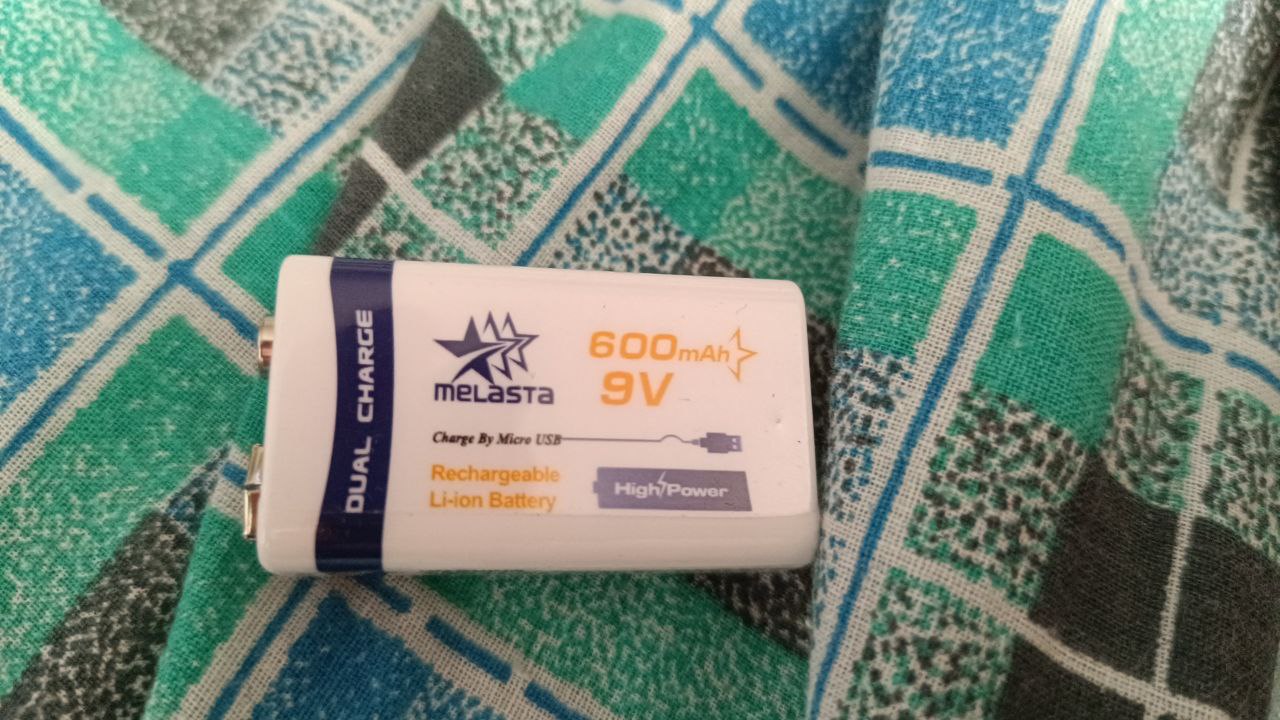 DUAL CHARGE
meLasTa
600mAh
9V
Charge By Micro USB
Rechargeable
Li-ion Battery
High Power